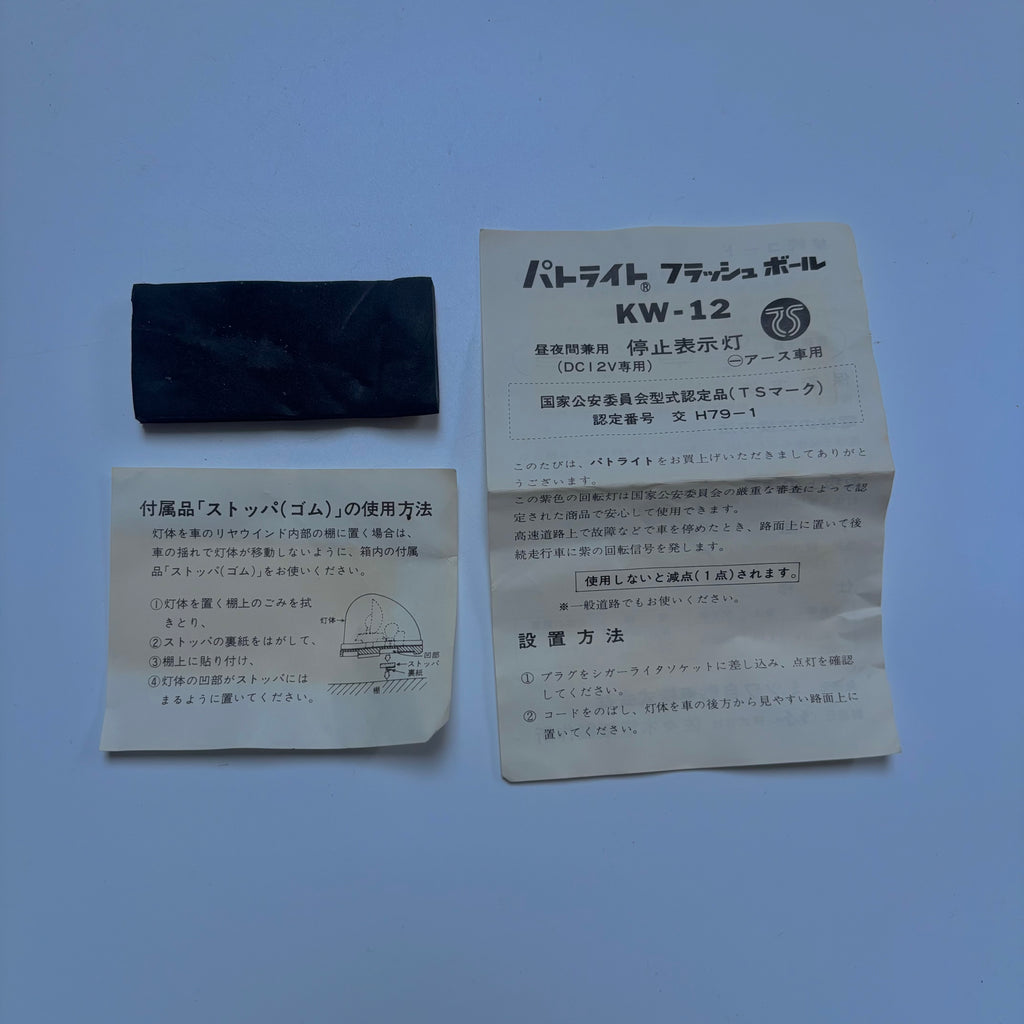 付属品「ストッパ(ゴム)」の使用方法
灯体を車のリヤウインド内部の棚に置く場合は、
車の揺れで灯体が移動しないように、箱内の付属
品「ストッパ(ゴム)」をお使いください。
①灯体を置く棚上のごみを拭
きとり、
②ストッパの裏紙をはがして、
③棚上に貼り付け、
④灯体の凹部がストッパには
まるように置いてください。
灯体
凹部
ストッパ
裏紙
棚
パトライト® フラッシュボール
KW-12
昼夜間兼用 停止表示灯
(DC12V専用)
㊀アース車用
国家公安委員会型式認定品(TSマーク)
認定番号 交 H79-1
このたびは、パトライトをお買上げいただきましてありがと
うございます。
この紫色の回転灯は国家公安委員会の厳重な審査によって認
定された商品で安心して使用できます。
高速道路上で故障などで車を停めたとき、路面上に置いて後
続走行車に紫の回転信号を発します。
使用しないと減点(1点)されます。
※一般道路でもお使いください。
設置方法
① プラグをシガーライタソケットに差し込み、点灯を確認
してください。
② コードをのばし、灯体を車の後方から見やすい路面上に
置いてください。